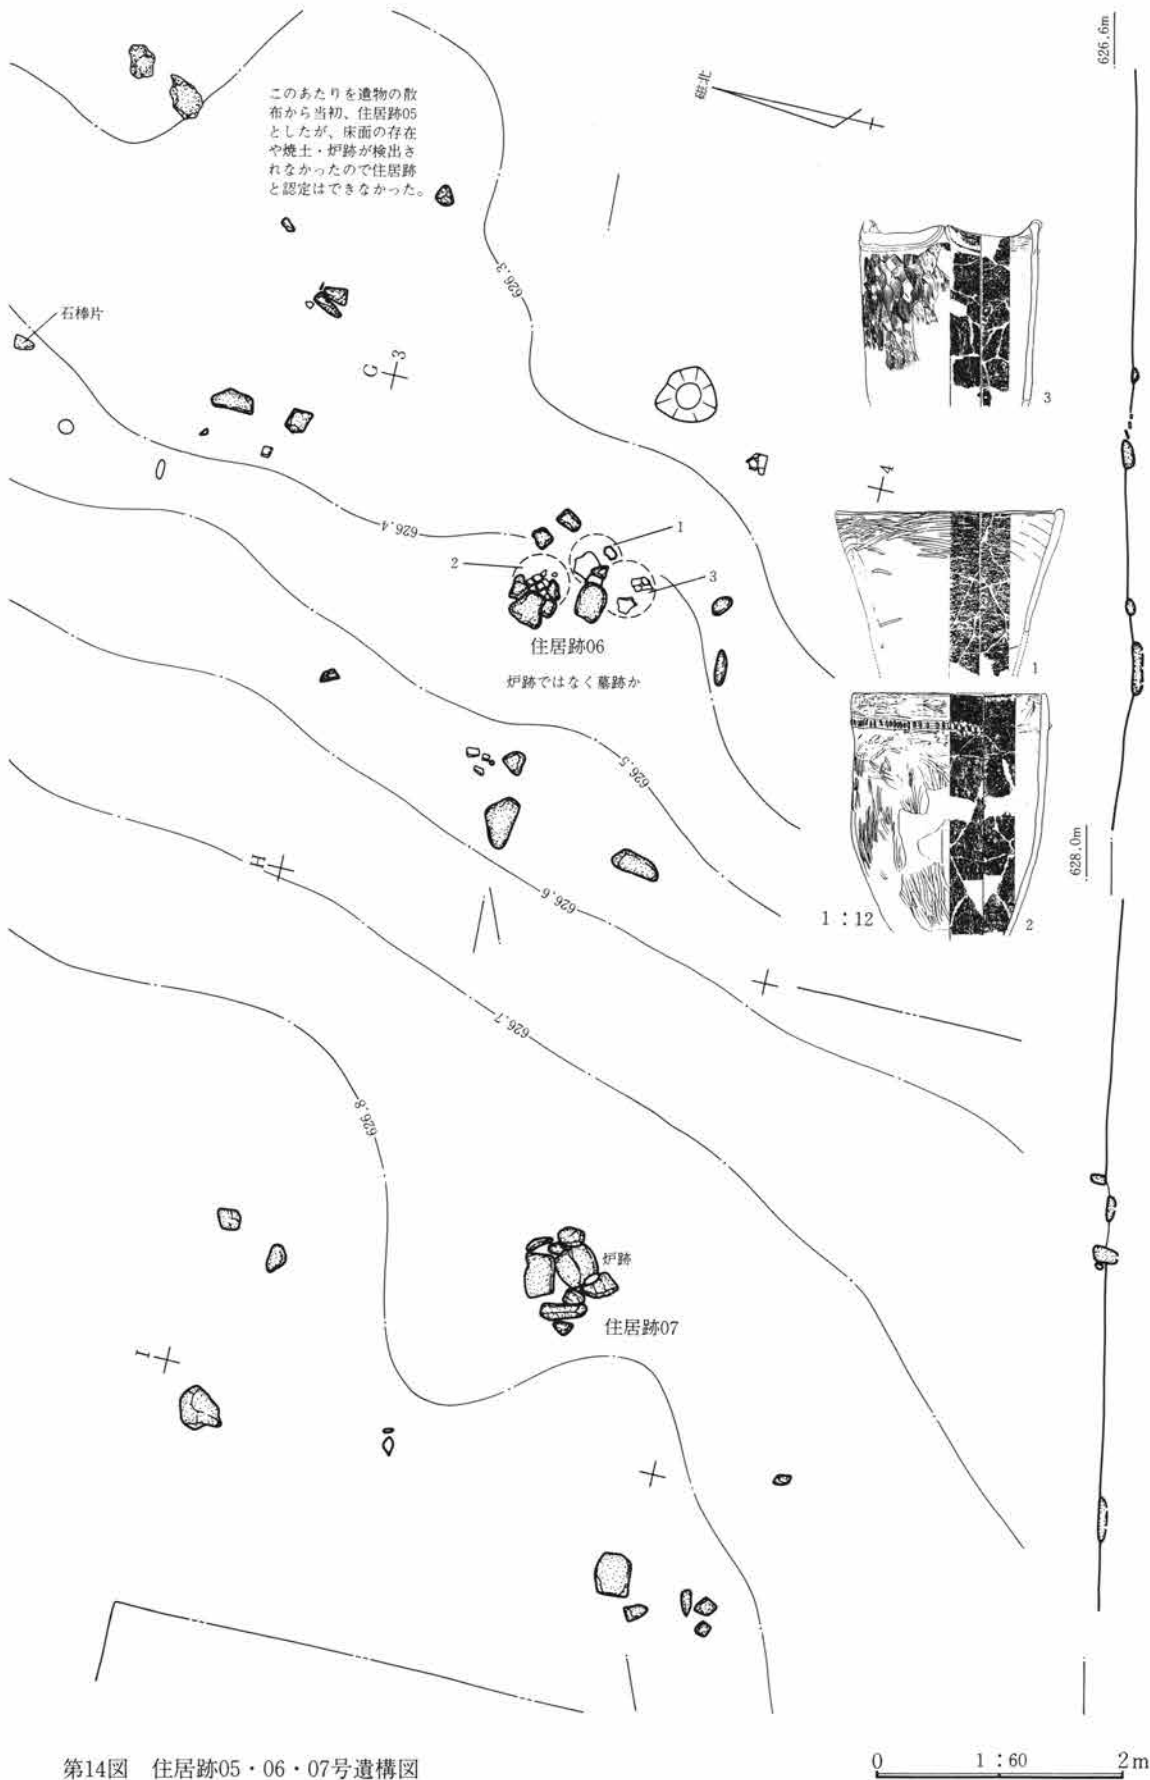 626.6m
磁北
このあたりを遺物の散
布から当初、住居跡05
としたが、床面の存在
や焼土・炉跡が検出さ
れなかったので住居跡
と認定はできなかった。
626.3
石棒片
G
3
3
4
626.4
1
2
3
住居跡06
炉跡ではなく墓跡か
1
626.5
628.0m
H
626.6
1：12
2
626.7
626.8
炉跡
住居跡07
I
第14図　住居跡05・06・07号遺構図
0　1：60　2m